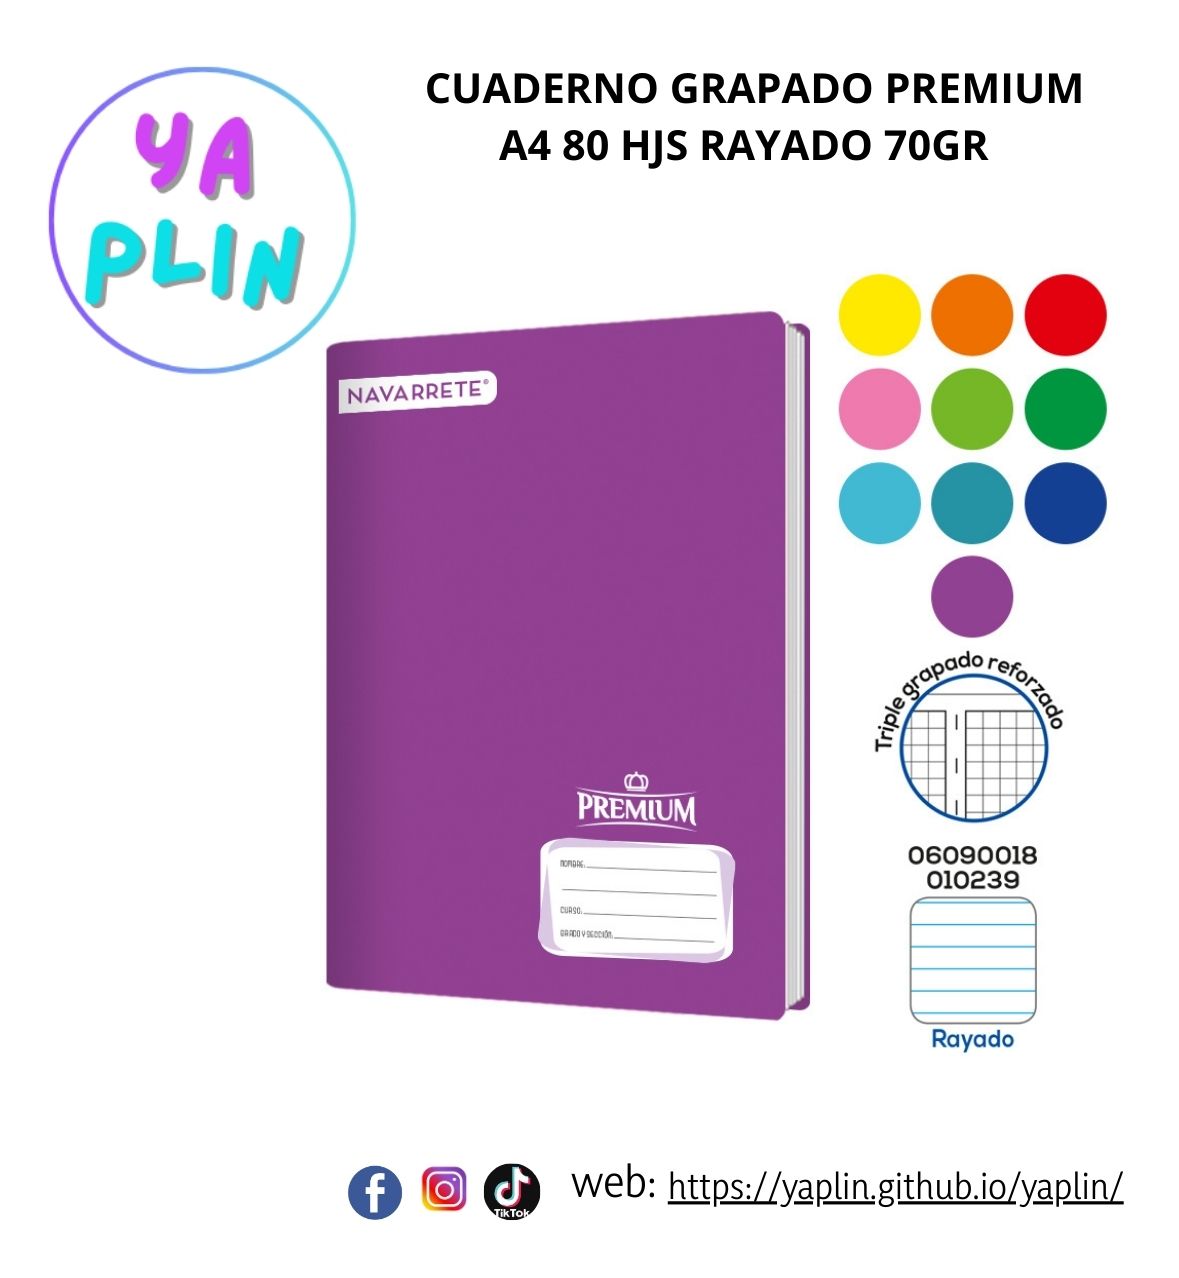 YA
PLIN
CUADERNO GRAPADO PREMIUM
A4 80 HJS RAYADO 70GR
NAVARRETE®
PREMIUM
NOMBRE:
CURSO:
GRADO Y SECCIÓN:
Triple grapado reforzado
06090018
010239
Rayado
TikTok
web: https://yaplin.github.io/yaplin/